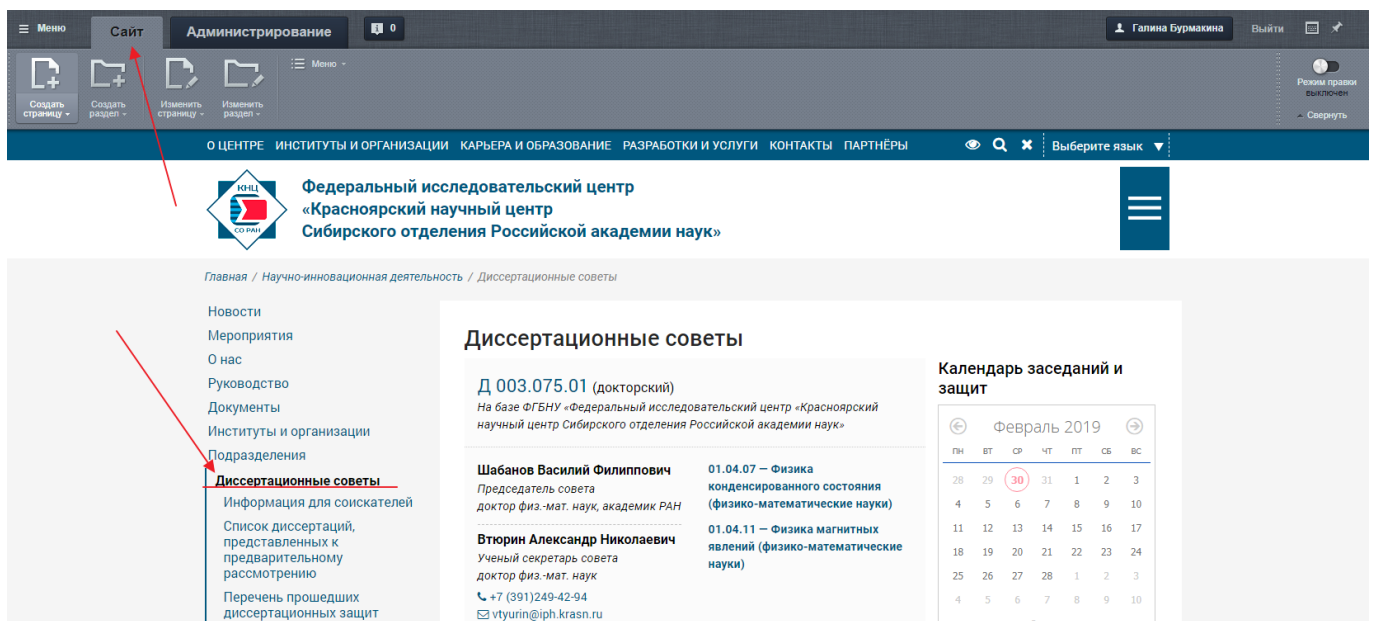 Меню
Сайт
Администрирование
0
Галина Бурмакина
Выйти
Создать
страницу
Создать
раздел
Изменить
страницу
Изменить
раздел
Меню
Режим правки
выключен
Свернуть
О ЦЕНТРЕ ИНСТИТУТЫ И ОРГАНИЗАЦИИ КАРЬЕРА И ОБРАЗОВАНИЕ РАЗРАБОТКИ И УСЛУГИ КОНТАКТЫ ПАРТНЁРЫ
Выберите язык ▼
КНЦ
СО РАН
Федеральный исследовательский центр
«Красноярский научный центр
Сибирского отделения Российской академии наук»
Главная / Научно-инновационная деятельность / Диссертационные советы
Новости
Мероприятия
О нас
Руководство
Документы
Институты и организации
Подразделения
Диссертационные советы
Информация для соискателей
Список диссертаций,
представленных к
предварительному
рассмотрению
Перечень прошедших
диссертационных защит
Диссертационные советы
Д 003.075.01 (докторский)
На базе ФГБНУ «Федеральный исследовательский центр «Красноярский
научный центр Сибирского отделения Российской академии наук»
Шабанов Василий Филиппович
Председатель совета
доктор физ.-мат. наук, академик РАН
Втюрин Александр Николаевич
Ученый секретарь совета
доктор физ.-мат. наук
+7 (391)249-42-94
vtyurin@iph.krasn.ru
01.04.07 — Физика
конденсированного состояния
(физико-математические науки)
01.04.11 — Физика магнитных
явлений (физико-математические
науки)
Календарь заседаний и
защит
Февраль 2019
ПН ВТ СР ЧТ ПТ СБ ВС
28 29 30 31 1 2 3
4 5 6 7 8 9 10
11 12 13 14 15 16 17
18 19 20 21 22 23 24
25 26 27 28 1 2 3
4 5 6 7 8 9 10